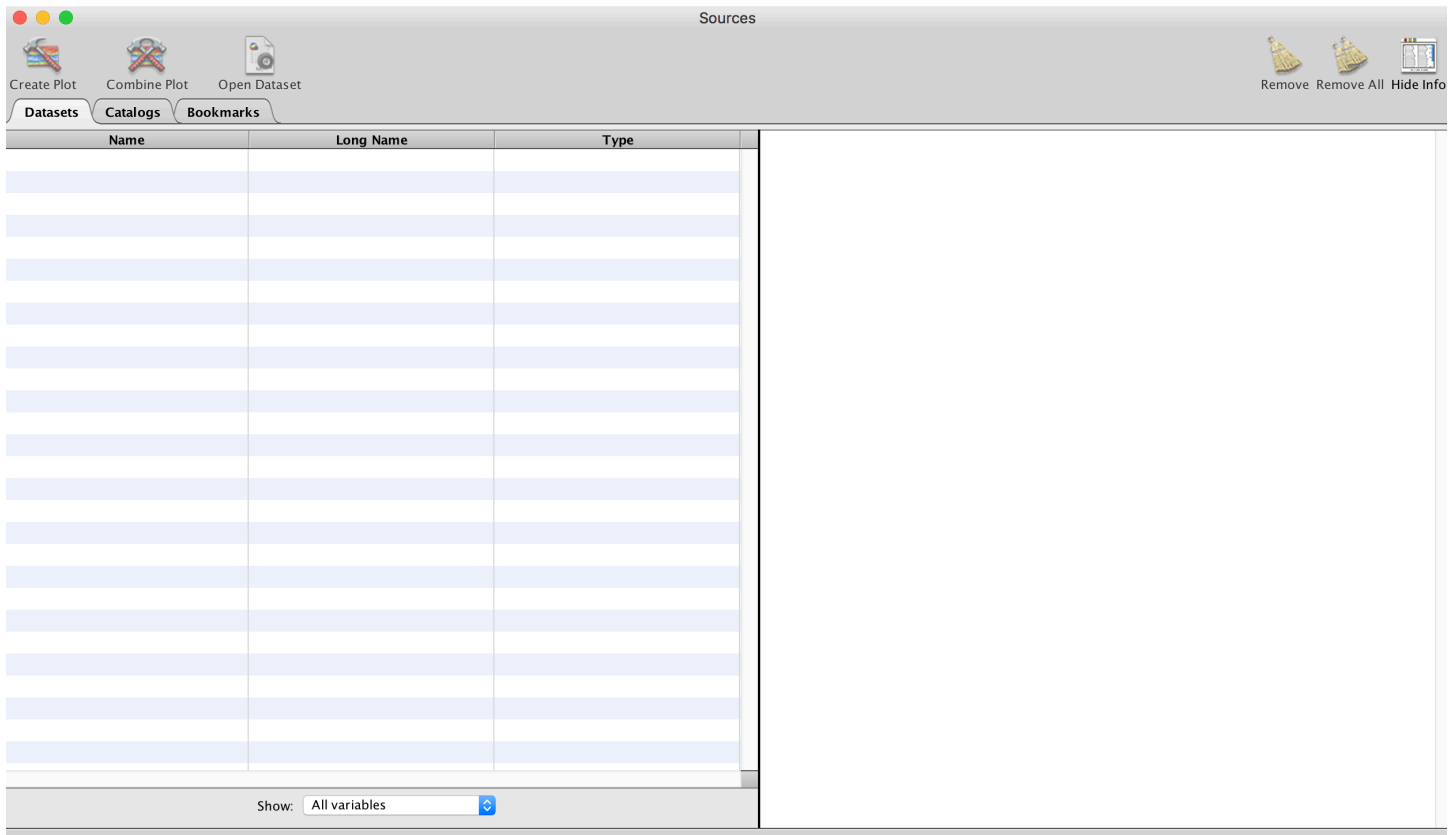 Sources
Create Plot Combine Plot Open Dataset Remove Remove All Hide Info
Datasets Catalogs Bookmarks
Name Long Name Type
Show: All variables